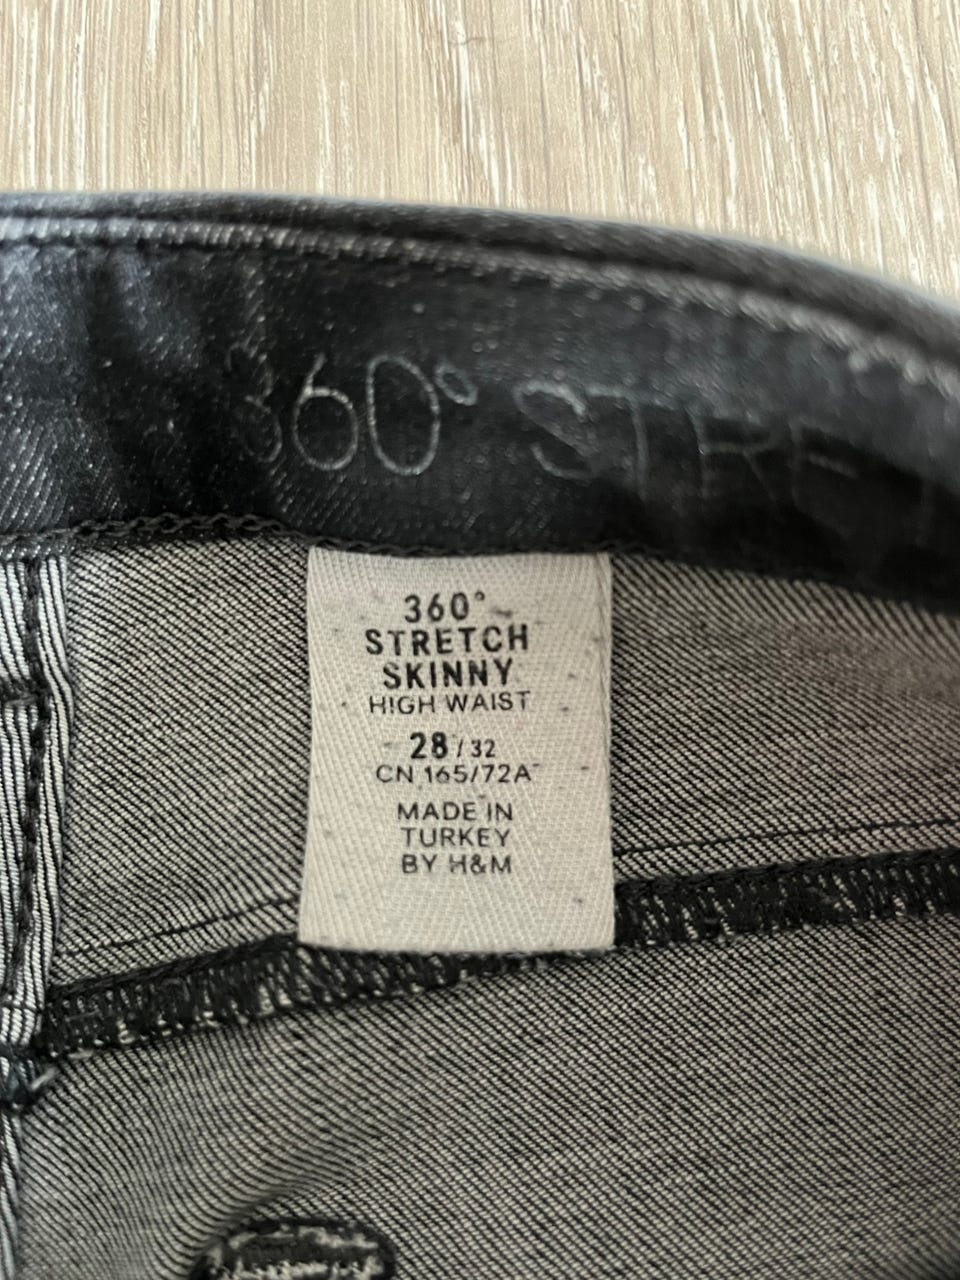 360° STRE
360°
STRETCH
SKINNY
HIGH WAIST
28/32
CN 165/72A
MADE IN
TURKEY
BY H&M